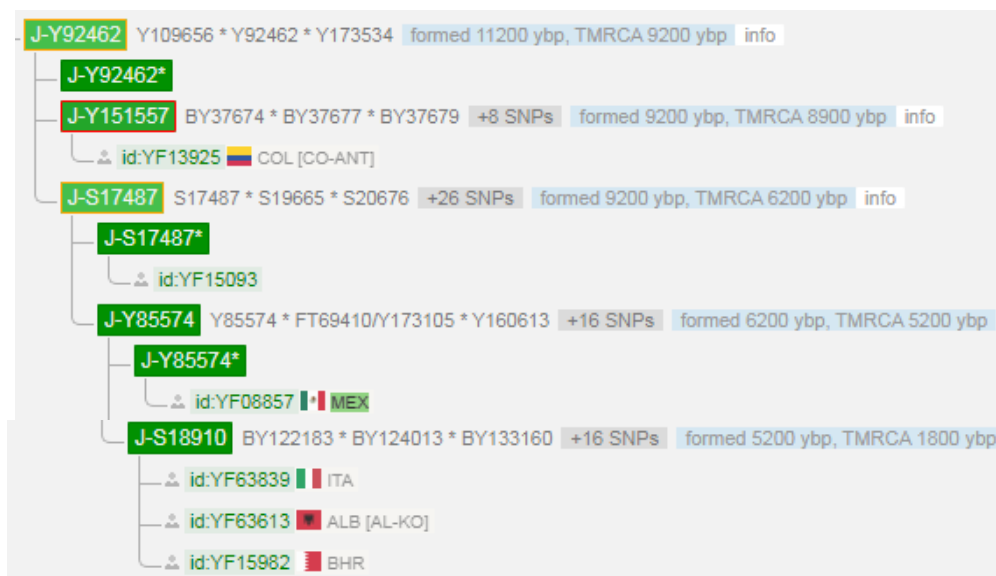 J-Y92462 Y109656 * Y92462 * Y173534 formed 11200 ybp, TMRCA 9200 ybp info
J-Y92462*
J-Y151557 BY37674 * BY37677 * BY37679 +8 SNPs formed 9200 ybp, TMRCA 8900 ybp info
id:YF13925 COL [CO-ANT]
J-S17487 S17487 * S19665 * S20676 +26 SNPs formed 9200 ybp, TMRCA 6200 ybp info
J-S17487*
id:YF15093
J-Y85574 Y85574 * FT69410/Y173105 * Y160613 +16 SNPs formed 6200 ybp, TMRCA 5200 ybp
J-Y85574*
id:YF08857 MEX
J-S18910 BY122183 * BY124013 * BY133160 +16 SNPs formed 5200 ybp, TMRCA 1800 ybp
id:YF63839 ITA
id:YF63613 ALB [AL-KO]
id:YF15982 BHR